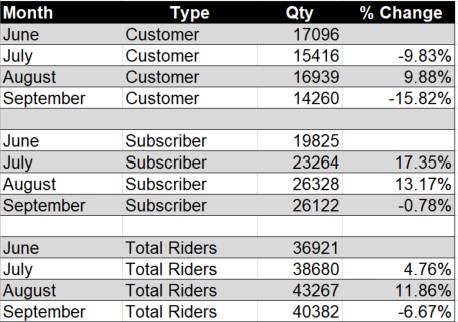 Month Type Qty % Change
June Customer 17096
July Customer 15416 -9.83%
August Customer 16939 9.88%
September Customer 14260 -15.82%
June Subscriber 19825
July Subscriber 23264 17.35%
August Subscriber 26328 13.17%
September Subscriber 26122 -0.78%
June Total Riders 36921
July Total Riders 38680 4.76%
August Total Riders 43267 11.86%
September Total Riders 40382 -6.67%